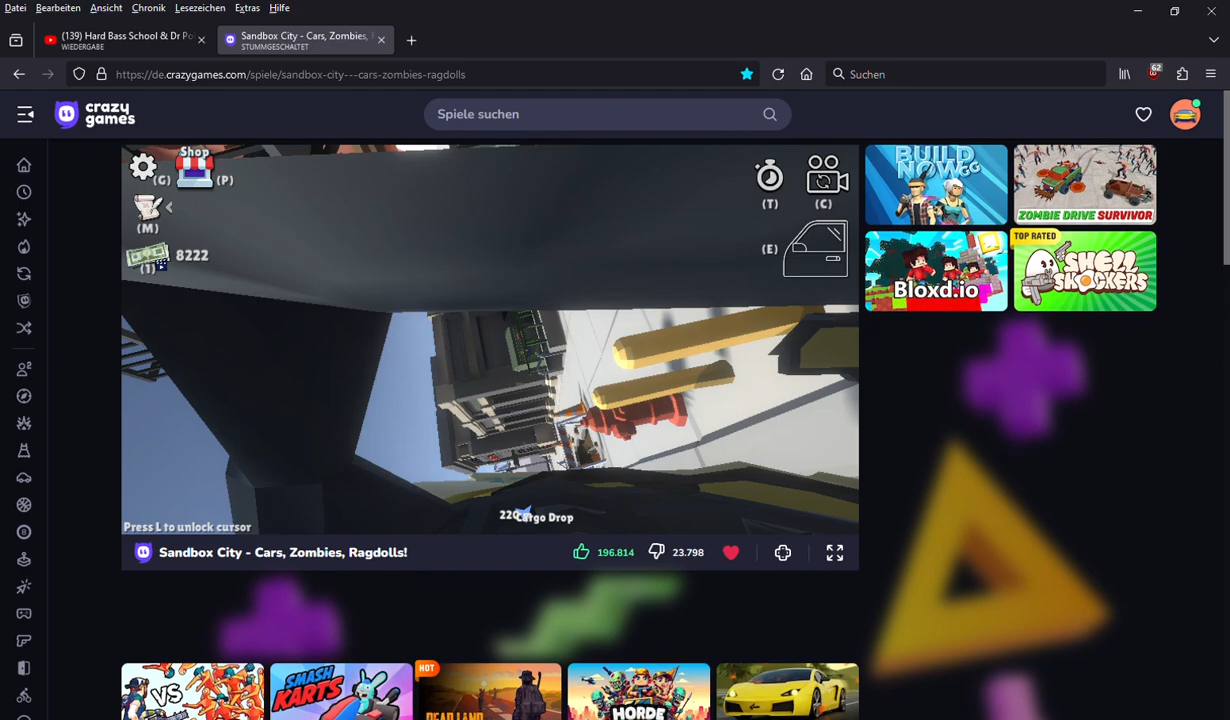 Datei Bearbeiten Ansicht Chronik Lesezeichen Extras Hilfe
(139) Hard Bass School & Dr Po
WIEDERGABE
Sandbox City - Cars, Zombies,
STUMMGESCHALTET
https://de.crazygames.com/spiele/sandbox-city---cars-zombies-ragdolls
Suchen
62
crazy
games
Spiele suchen
Shop
(G)
(P)
(M)
(1)
8222
(T)
(C)
(E)
Press L to unlock cursor
220
Cargo Drop
BUILD
NOW GG
ZOMBIE DRIVE SURVIVOR
Bloxd.io
TOP RATED
SHELL
SHOCKERS
Sandbox City - Cars, Zombies, Ragdolls!
196.814
23.798
VS
SMASH
KARTS
HOT
DEAD LAND
HORDE